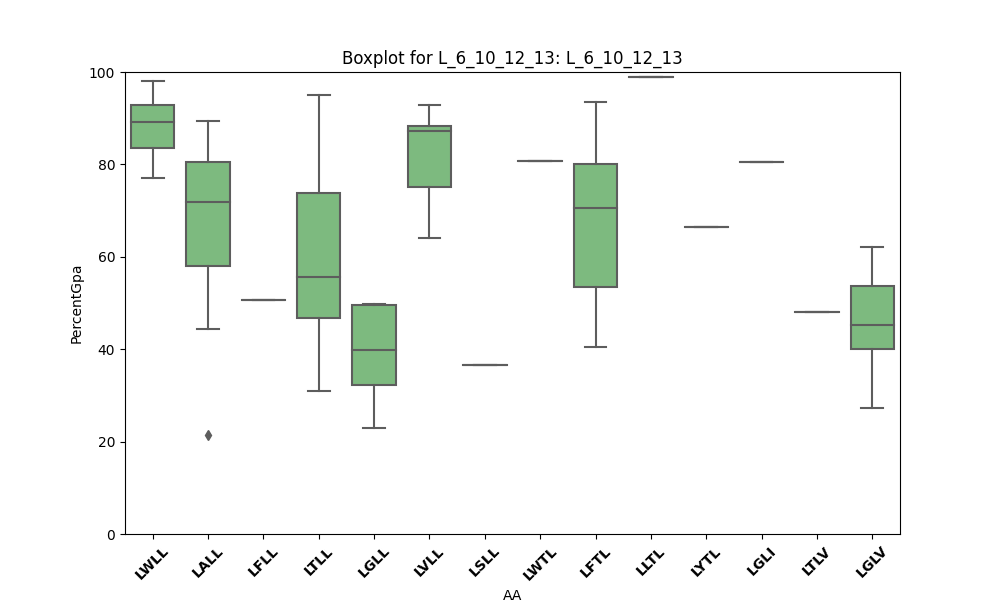 Boxplot for L_6_10_12_13: L_6_10_12_13
PercentGpa
100
80
60
40
20
0
LWLL LALL LFLL LTLL LGLL LVLL LSLL LWTL LFTL LLTL LYTL LGLI LTLV LGLV
AA